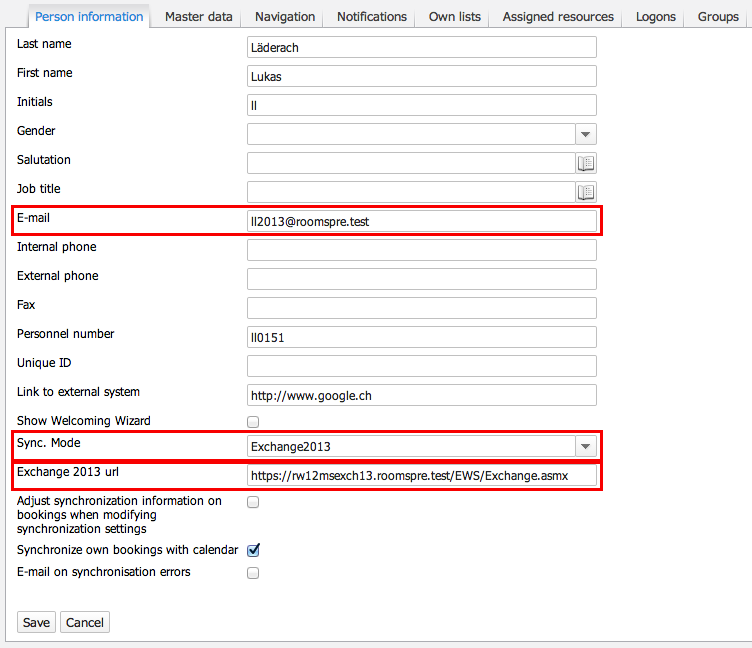 Person information Master data Navigation Notifications Own lists Assigned resources Logons Groups
Last name Läderach
First name Lukas
Initials ll
Gender
Salutation
Job title
E-mail ll2013@roomspre.test
Internal phone
External phone
Fax
Personnel number ll0151
Unique ID
Link to external system http://www.google.ch
Show Welcoming Wizard
Sync. Mode Exchange2013
Exchange 2013 url https://rw12msexch13.roomspre.test/EWS/Exchange.asmx
Adjust synchronization information on
bookings when modifying
synchronization settings
Synchronize own bookings with calendar
E-mail on synchronisation errors
Save Cancel